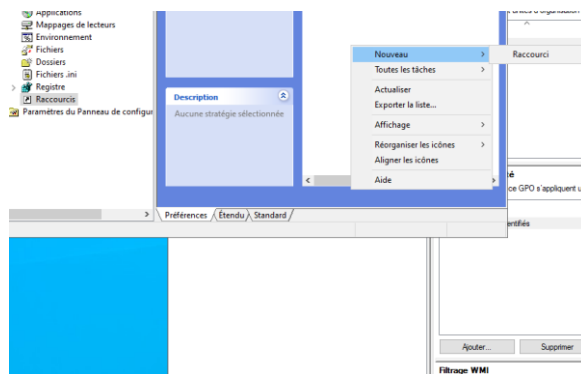 Applications
Mappages de lecteurs
Environnement
Fichiers
Dossiers
Fichiers .ini
Registre
Raccourcis
Paramètres du Panneau de configur
Description
Aucune stratégie sélectionnée
Nouveau
Toutes les tâches
Actualiser
Exporter la liste...
Affichage
Réorganiser les icônes
Aligner les icônes
Aide
Raccourci
Préférences
Étendu
Standard
té
ce GPO s'appliquent u
entifiés
Ajouter...
Supprimer
Filtrage WMI